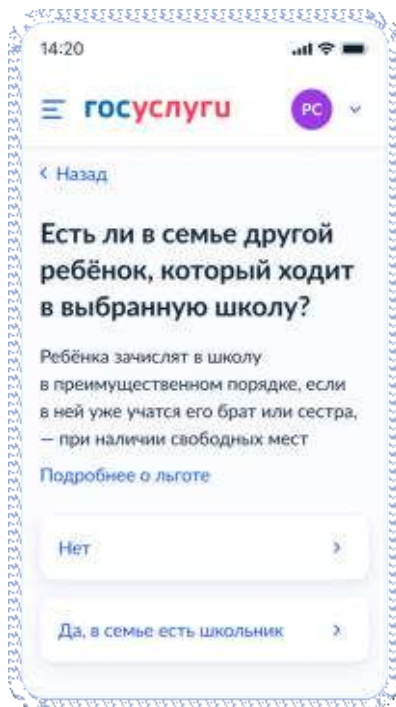 14:20
госуслуги
РС
Назад
Есть ли в семье другой
ребёнок, который ходит
в выбранную школу?
Ребёнка зачислят в школу
в преимущественном порядке, если
в ней уже учатся его брат или сестра,
— при наличии свободных мест
Подробнее о льготе
Нет
Да, в семье есть школьник